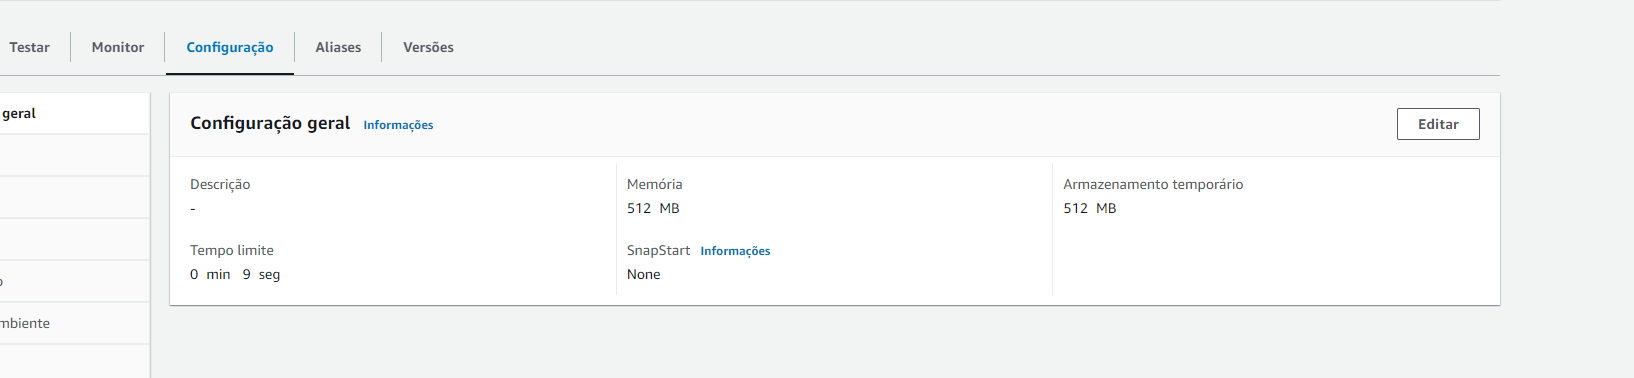 Testar Monitor Configuração Aliases Versões
geral
Configuração geral Informações Editar
Descrição Memória Armazenamento temporário
- 512 MB 512 MB
Tempo limite SnapStart Informações
0 min 9 seg None
o
mbiente